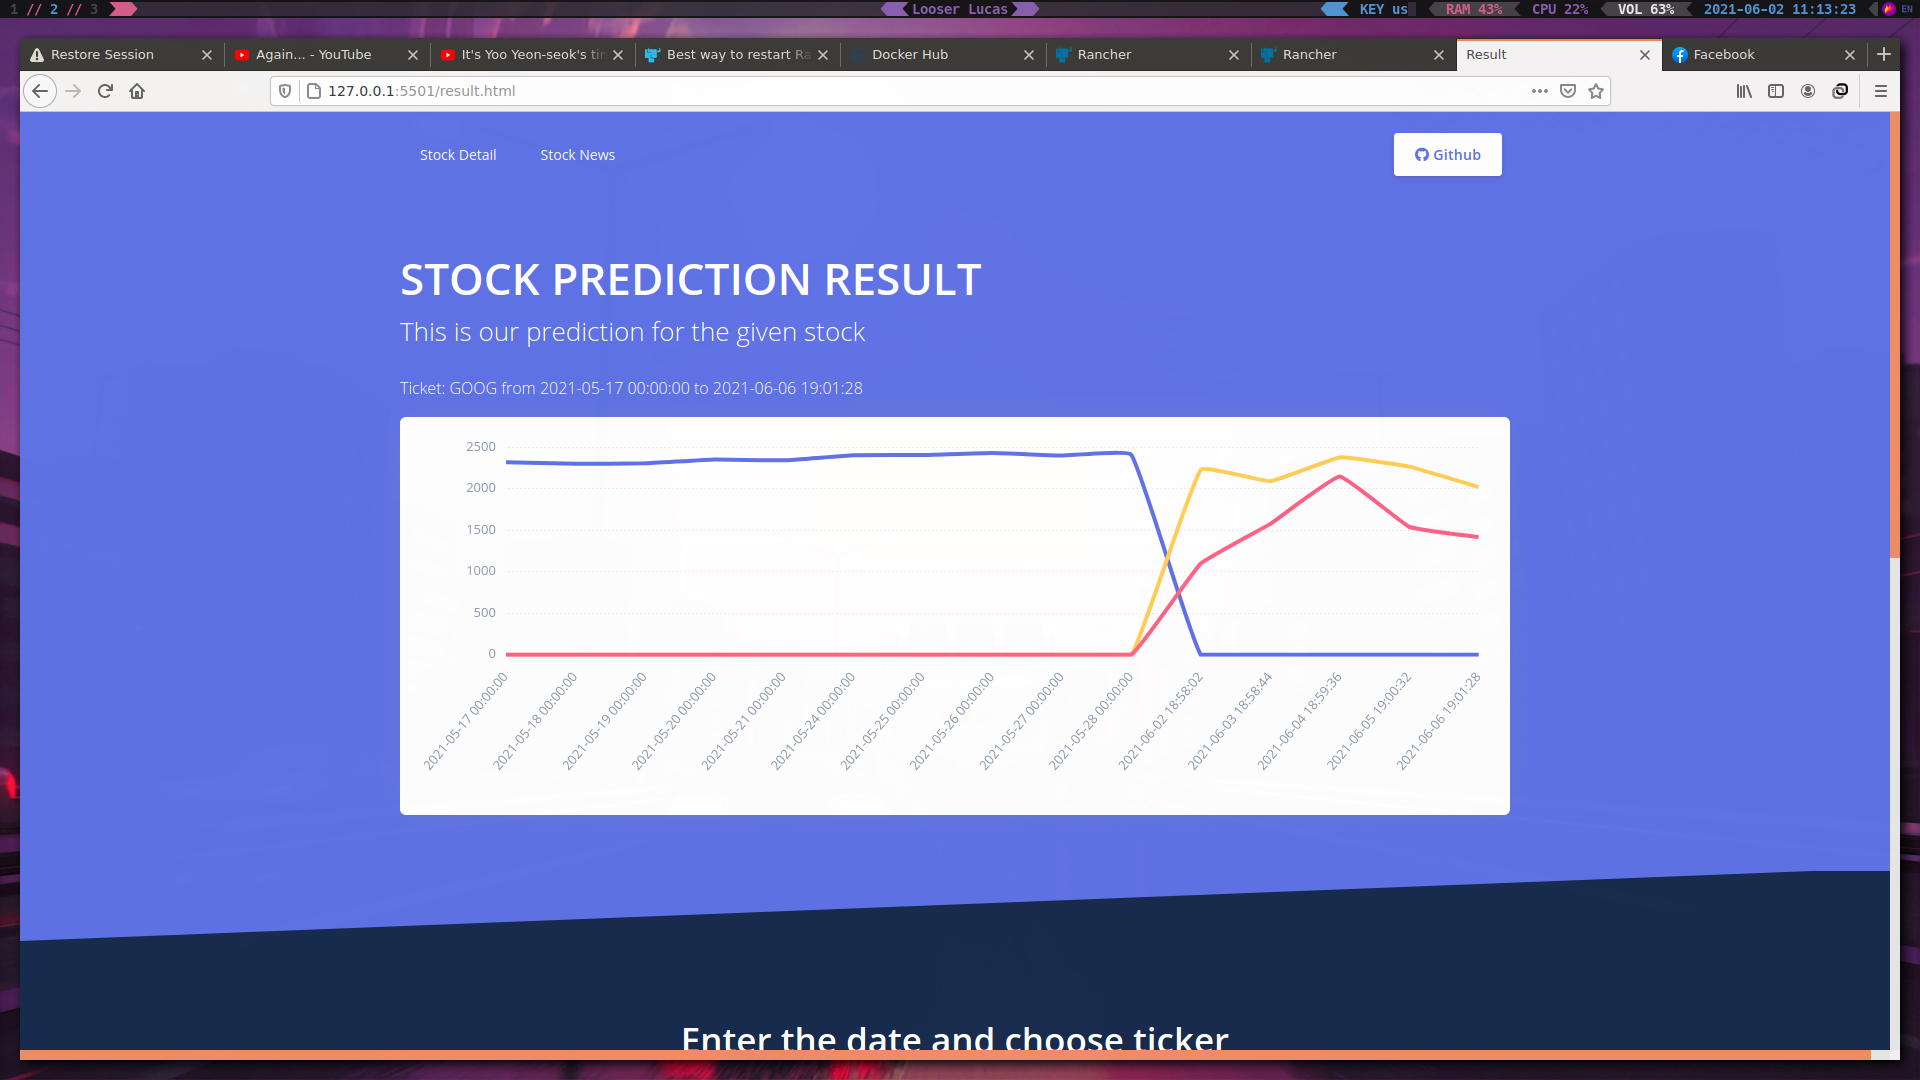 1 // 2 // 3
Looser Lucas
KEY us
RAM 43%
CPU 22%
VOL 63%
2021-06-02 11:13:23
EN
Restore Session
Again... - YouTube
It's Yoo Yeon-seok's tin
Best way to restart Ra
Docker Hub
Rancher
Rancher
Result
Facebook
127.0.0.1:5501/result.html
Stock Detail
Stock News
Github
STOCK PREDICTION RESULT
This is our prediction for the given stock
Ticket: GOOG from 2021-05-17 00:00:00 to 2021-06-06 19:01:28
2500
2000
1500
1000
500
0
2021-05-17 00:00:00
2021-05-18 00:00:00
2021-05-19 00:00:00
2021-05-20 00:00:00
2021-05-21 00:00:00
2021-05-24 00:00:00
2021-05-25 00:00:00
2021-05-26 00:00:00
2021-05-27 00:00:00
2021-05-28 00:00:00
2021-06-02 18:58:02
2021-06-03 18:58:44
2021-06-04 18:59:36
2021-06-05 19:00:32
2021-06-06 19:01:28
Enter the date and choose ticker